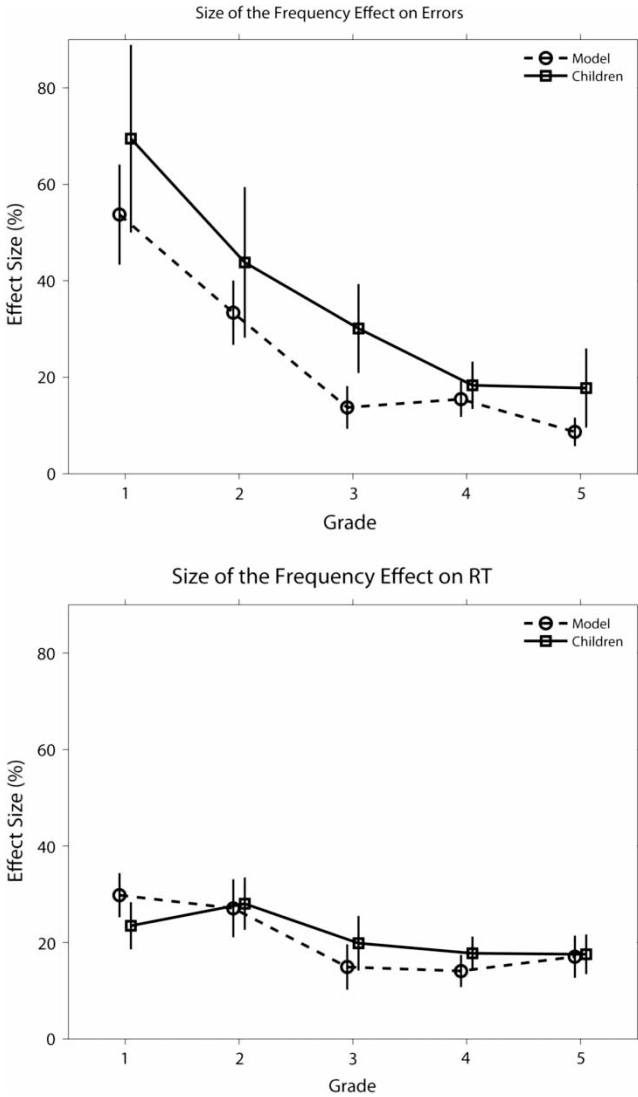 Size of the Frequency Effect on Errors
Model
Children
80
60
40
20
0
Effect Size (%)
1 2 3 4 5
Grade
Size of the Frequency Effect on RT
Model
Children
80
60
40
20
0
Effect Size (%)
1 2 3 4 5
Grade